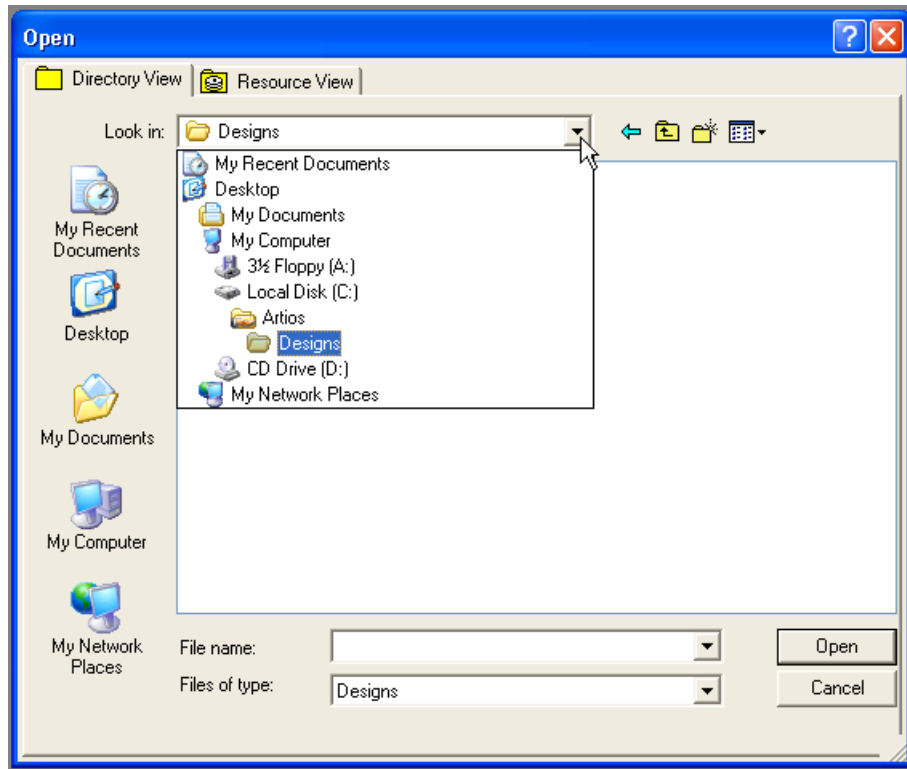 Open
Directory View
Resource View
Look in:
Designs
My Recent Documents
Desktop
My Documents
My Computer
3½ Floppy (A:)
Local Disk (C:)
Artios
Designs
CD Drive (D:)
My Network Places
My Recent
Documents
Desktop
My Documents
My Computer
My Network
Places
File name:
Open
Files of type:
Designs
Cancel